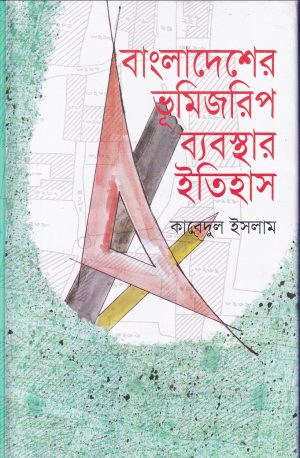 বাংলাদেশের
ভূমিজরিপ
ব্যবস্থার
ইতিহাস
কাবেদুল ইসলাম